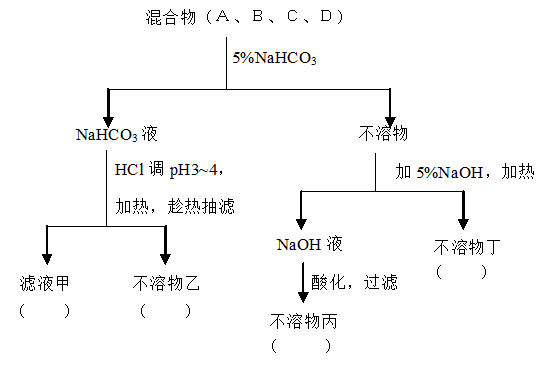 混合物（A、B、C、D）
5%NaHCO₃
NaHCO₃ 液
不溶物
HCl 调 pH3~4，
加热，趁热抽滤
加 5%NaOH，加热
滤液甲
（　　）
不溶物乙
（　　）
NaOH 液
不溶物丁
（　　）
酸化，过滤
不溶物丙
（　　）